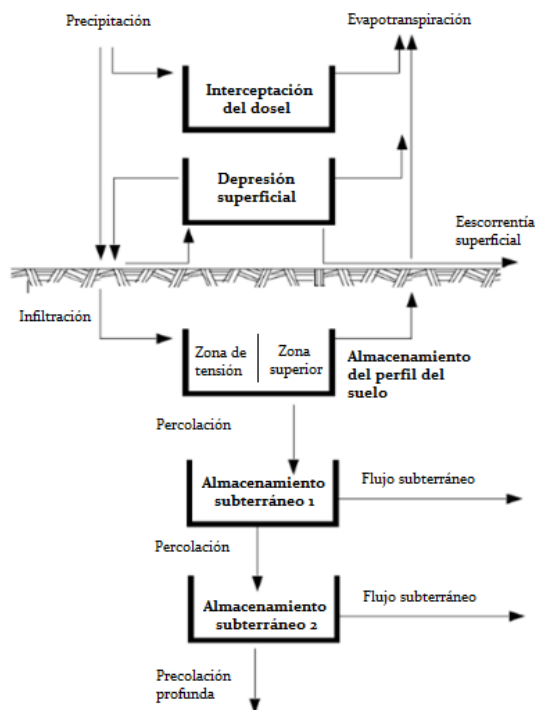 Precipitación
Evapotranspiración
Interceptación
del dosel
Depresión
superficial
Eescorrentía
superficial
Infiltración
Zona de
tensión
Zona
superior
Almacenamiento
del perfil del
suelo
Percolación
Almacenamiento
subterráneo 1
Flujo subterráneo
Percolación
Almacenamiento
subterráneo 2
Flujo subterráneo
Precolación
profunda